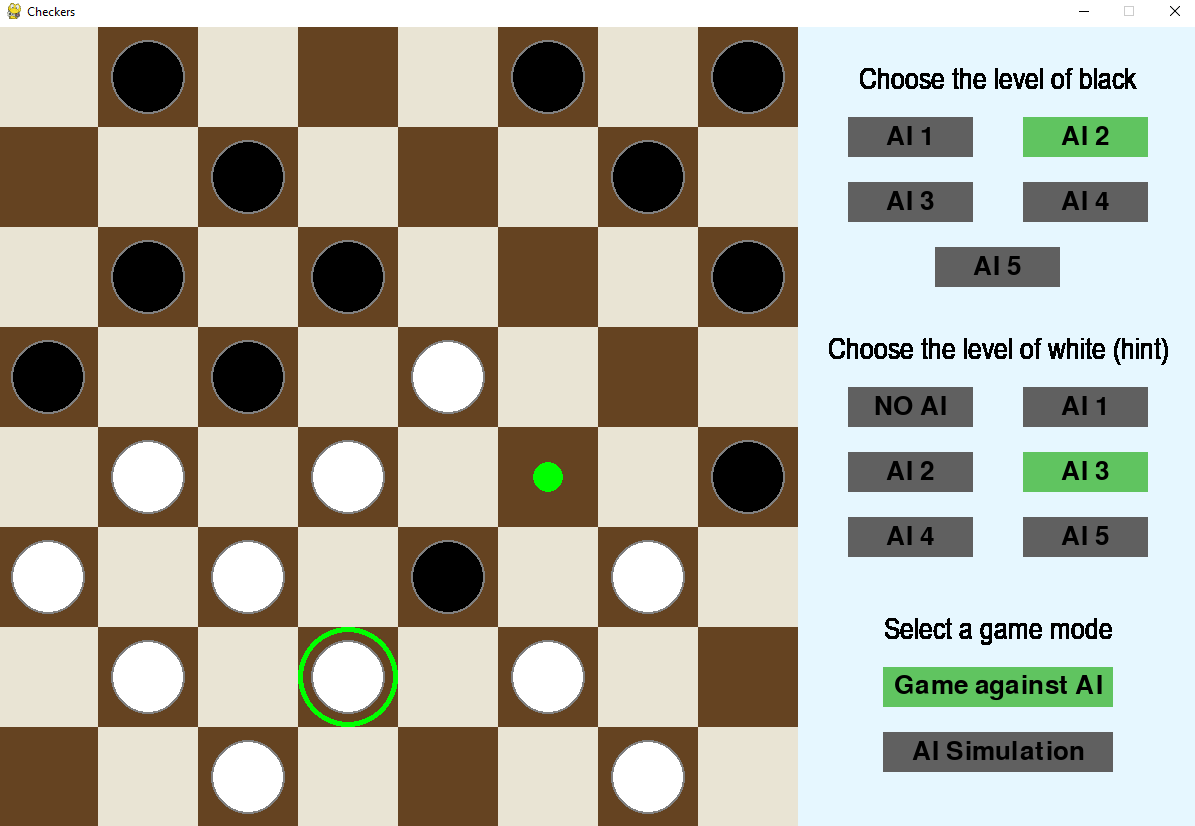 Checkers
Choose the level of black
AI 1 AI 2
AI 3 AI 4
AI 5
Choose the level of white (hint)
NO AI AI 1
AI 2 AI 3
AI 4 AI 5
Select a game mode
Game against AI
AI Simulation